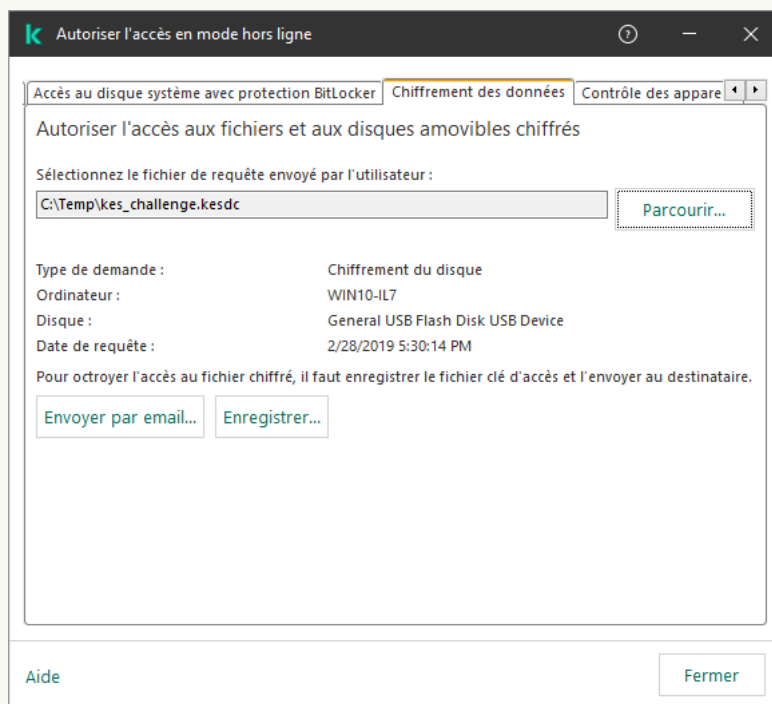 Autoriser l'accès en mode hors ligne
Accès au disque système avec protection BitLocker
Chiffrement des données
Contrôle des appare
Autoriser l'accès aux fichiers et aux disques amovibles chiffrés
Sélectionnez le fichier de requête envoyé par l'utilisateur :
C:\Temp\kes_challenge.kesdc
Parcourir...
Type de demande : Chiffrement du disque
Ordinateur : WIN10-IL7
Disque : General USB Flash Disk USB Device
Date de requête : 2/28/2019 5:30:14 PM
Pour octroyer l'accès au fichier chiffré, il faut enregistrer le fichier clé d'accès et l'envoyer au destinataire.
Envoyer par email... Enregistrer...
Aide
Fermer